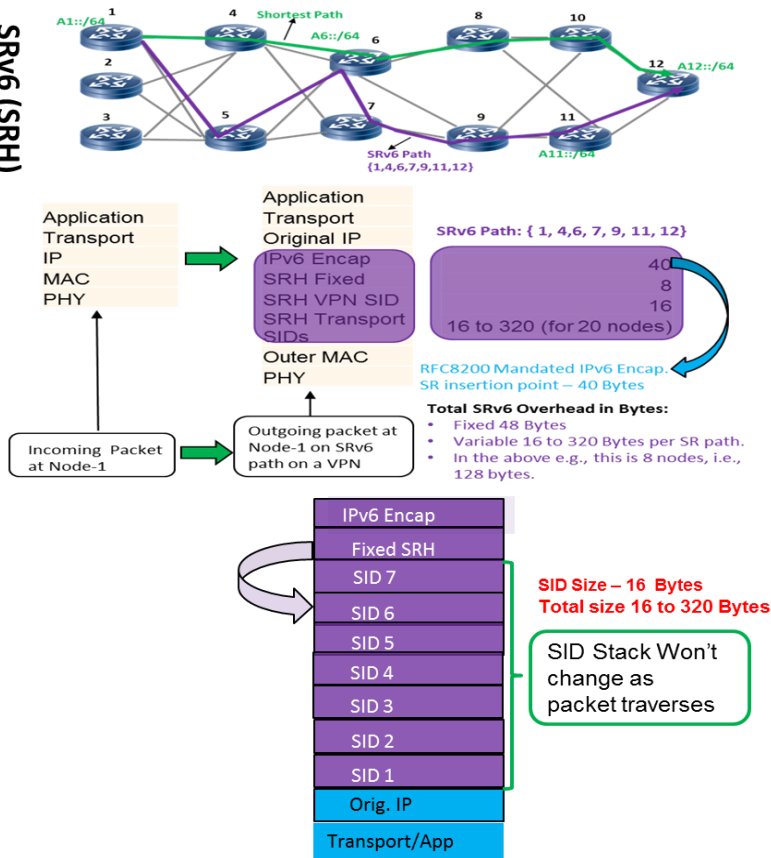 SRv6 (SRH)
1
4
Shortest Path
8
10
A1::/64
A6::/64
6
2
12
A12::/64
3
5
7
9
11
SRv6 Path
{1,4,6,7,9,11,12}
A11::/64
Application
Transport
IP
MAC
PHY
Application
Transport
Original IP
IPv6 Encap
SRH Fixed
SRH VPN SID
SRH Transport
SIDs
Outer MAC
PHY
SRv6 Path: { 1, 4,6, 7, 9, 11, 12}
40
8
16
16 to 320 (for 20 nodes)
RFC8200 Mandated IPv6 Encap.
SR insertion point – 40 Bytes
Incoming Packet
at Node-1
Outgoing packet at
Node-1 on SRv6
path on a VPN
Total SRv6 Overhead in Bytes:
• Fixed 48 Bytes
• Variable 16 to 320 Bytes per SR path.
• In the above e.g., this is 8 nodes, i.e.,
128 bytes.
IPv6 Encap
Fixed SRH
SID 7
SID 6
SID 5
SID 4
SID 3
SID 2
SID 1
Orig. IP
Transport/App
SID Size – 16 Bytes
Total size 16 to 320 Bytes
SID Stack Won't
change as
packet traverses